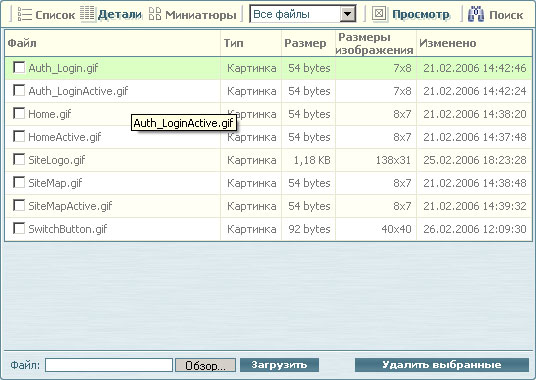 Список Детали Миниатюры Все файлы Просмотр Поиск
Файл Тип Размер Размеры изображения Изменено
Auth_Login.gif Картинка 54 bytes 7x8 21.02.2006 14:42:46
Auth_LoginActive.gif Картинка 54 bytes 7x8 21.02.2006 14:42:24
Home.gif Картинка 54 bytes 8x7 21.02.2006 14:38:20
Auth_LoginActive.gif
HomeActive.gif Картинка 54 bytes 8x7 21.02.2006 14:37:48
SiteLogo.gif Картинка 1,18 KB 138x31 25.02.2006 18:23:28
SiteMap.gif Картинка 54 bytes 8x7 21.02.2006 14:38:48
SiteMapActive.gif Картинка 54 bytes 8x7 21.02.2006 14:39:32
SwitchButton.gif Картинка 92 bytes 40x40 26.02.2006 12:09:30
Файл: Обзор... Загрузить Удалить выбранные